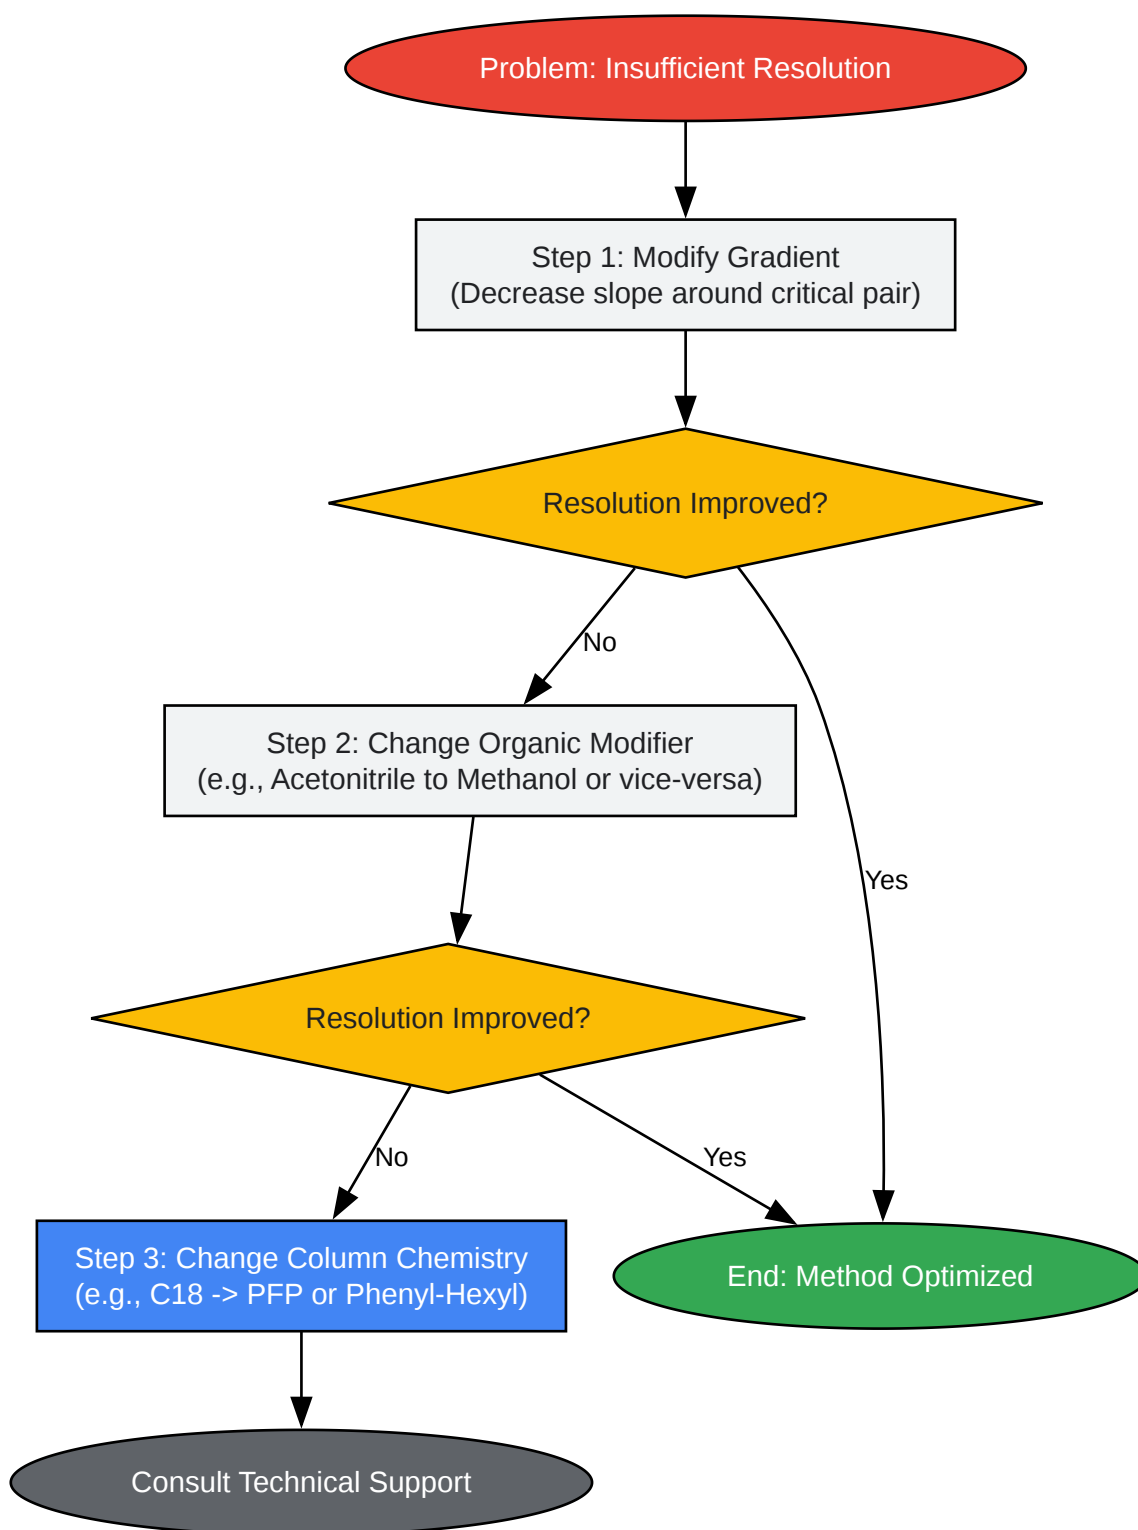 Problem: Insufficient Resolution
Step 1: Modify Gradient
(Decrease slope around critical pair)
Resolution Improved?
No
Step 2: Change Organic Modifier
(e.g., Acetonitrile to Methanol or vice-versa)
Yes
Resolution Improved?
No
Yes
Step 3: Change Column Chemistry
(e.g., C18 -> PFP or Phenyl-Hexyl)
End: Method Optimized
Consult Technical Support